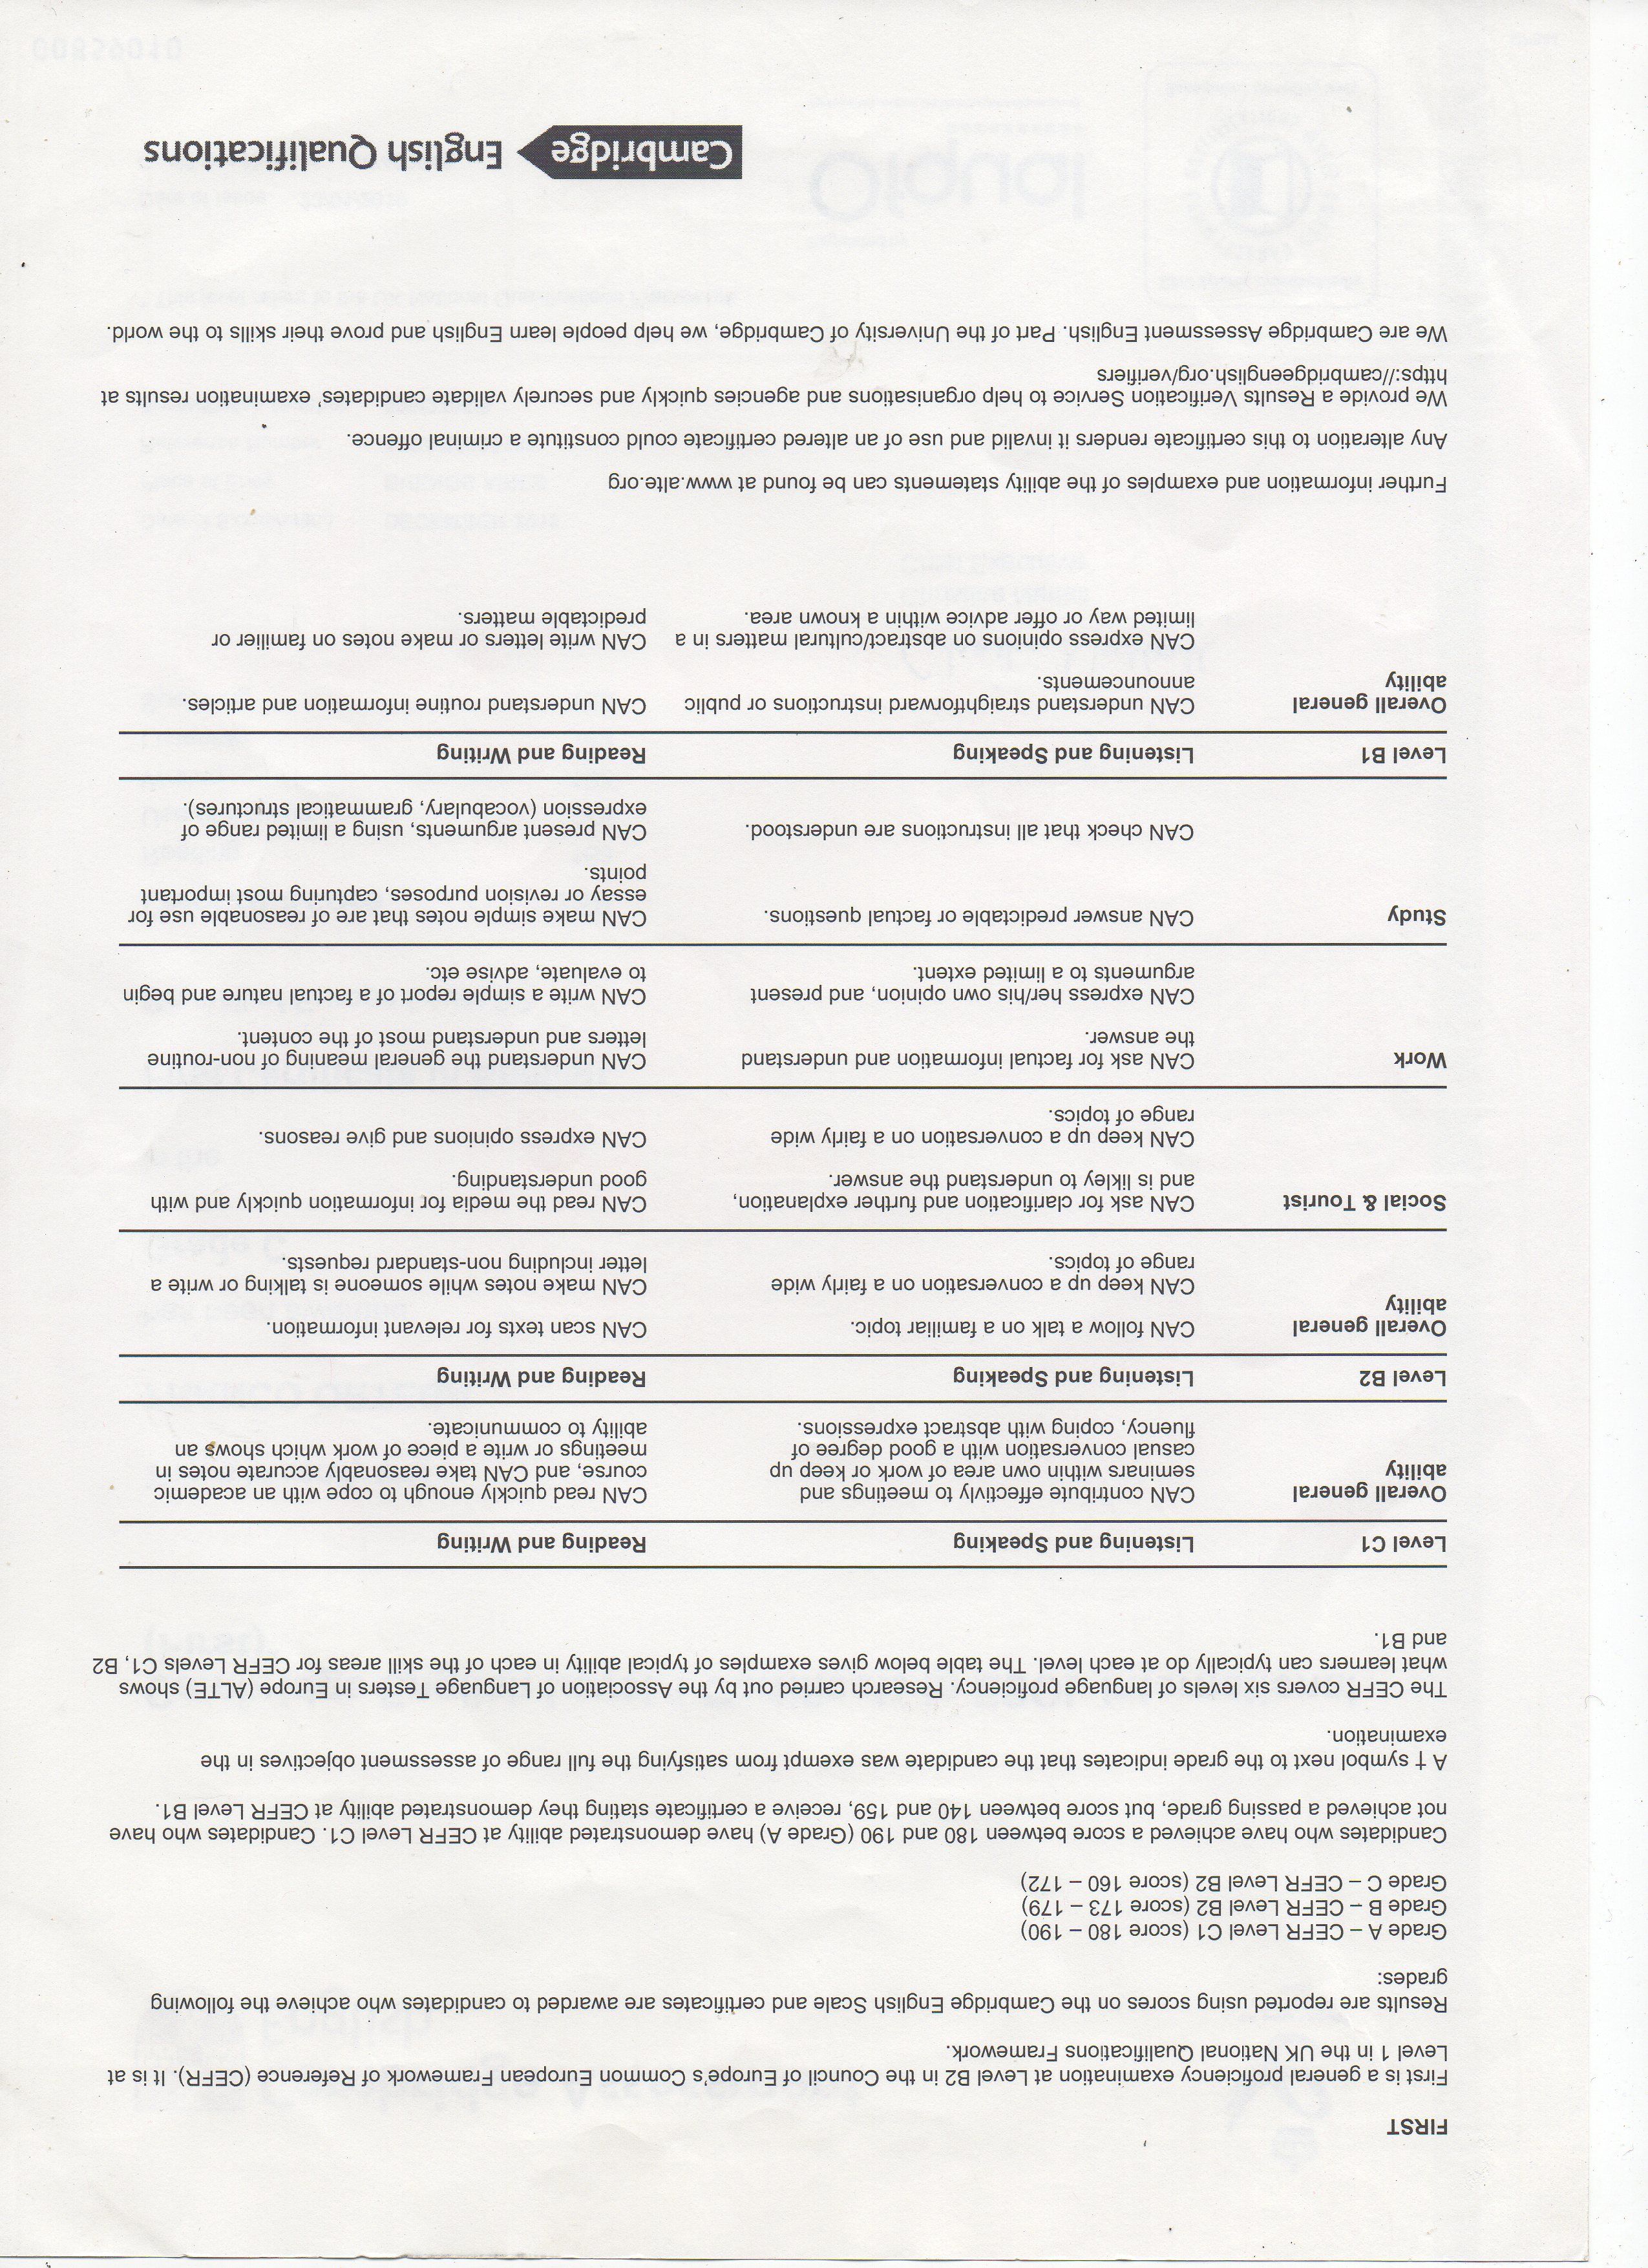 FIRST
First is a general proficiency examination at Level B2 in the Council of Europe's Common European Framework of Reference (CEFR). It is at
Level 1 in the UK National Qualifications Framework.
Results are reported using scores on the Cambridge English Scale and certificates are awarded to candidates who achieve the following
grades:
Grade A – CEFR Level C1 (score 180 – 190)
Grade B – CEFR Level B2 (score 173 – 179)
Grade C – CEFR Level B2 (score 160 – 172)
Candidates who have achieved a score between 180 and 190 (Grade A) have demonstrated ability at CEFR Level C1. Candidates who have
not achieved a passing grade, but score between 140 and 159, receive a certificate stating they demonstrated ability at CEFR Level B1.
A † symbol next to the grade indicates that the candidate was exempt from satisfying the full range of assessment objectives in the
examination.
The CEFR covers six levels of language proficiency. Research carried out by the Association of Language Testers in Europe (ALTE) shows
what learners can typically do at each level. The table below gives examples of typical ability in each of the skill areas for CEFR Levels C1, B2
and B1.
Level C1 Listening and Speaking Reading and Writing
Overall general CAN contribute effectivly to meetings and CAN read quickly enough to cope with an academic
ability seminars within own area of work or keep up course, and CAN take reasonably accurate notes in
casual conversation with a good degree of meetings or write a piece of work which shows an
fluency, coping with abstract expressions. ability to communicate.
Level B2 Listening and Speaking Reading and Writing
Overall general CAN follow a talk on a familiar topic. CAN scan texts for relevant information.
ability
CAN keep up a conversation on a fairly wide CAN make notes while someone is talking or write a
range of topics. letter including non-standard requests.
Social & Tourist CAN ask for clarification and further explanation, CAN read the media for information quickly and with
and is likley to understand the answer. good understanding.
CAN keep up a conversation on a fairly wide CAN express opinions and give reasons.
range of topics.
Work CAN ask for factual information and understand CAN understand the general meaning of non-routine
the answer. letters and understand most of the content.
CAN express her/his own opinion, and present CAN write a simple report of a factual nature and begin
arguments to a limited extent. to evaluate, advise etc.
Study CAN answer predictable or factual questions. CAN make simple notes that are of reasonable use for
essay or revision purposes, capturing most important
points.
CAN check that all instructions are understood. CAN present arguments, using a limited range of
expression (vocabulary, grammatical structures).
Level B1 Listening and Speaking Reading and Writing
Overall general CAN understand straightforward instructions or public CAN understand routine information and articles.
ability announcements.
CAN express opinions on abstract/cultural matters in a CAN write letters or make notes on familier or
limited way or offer advice within a known area. predictable matters.
Further information and examples of the ability statements can be found at www.alte.org
Any alteration to this certificate renders it invalid and use of an altered certificate could constitute a criminal offence.
We provide a Results Verification Service to help organisations and agencies quickly and securely validate candidates' examination results at
https://cambridgeenglish.org/verifiers
We are Cambridge Assessment English. Part of the University of Cambridge, we help people learn English and prove their skills to the world.
Cambridge English Qualifications